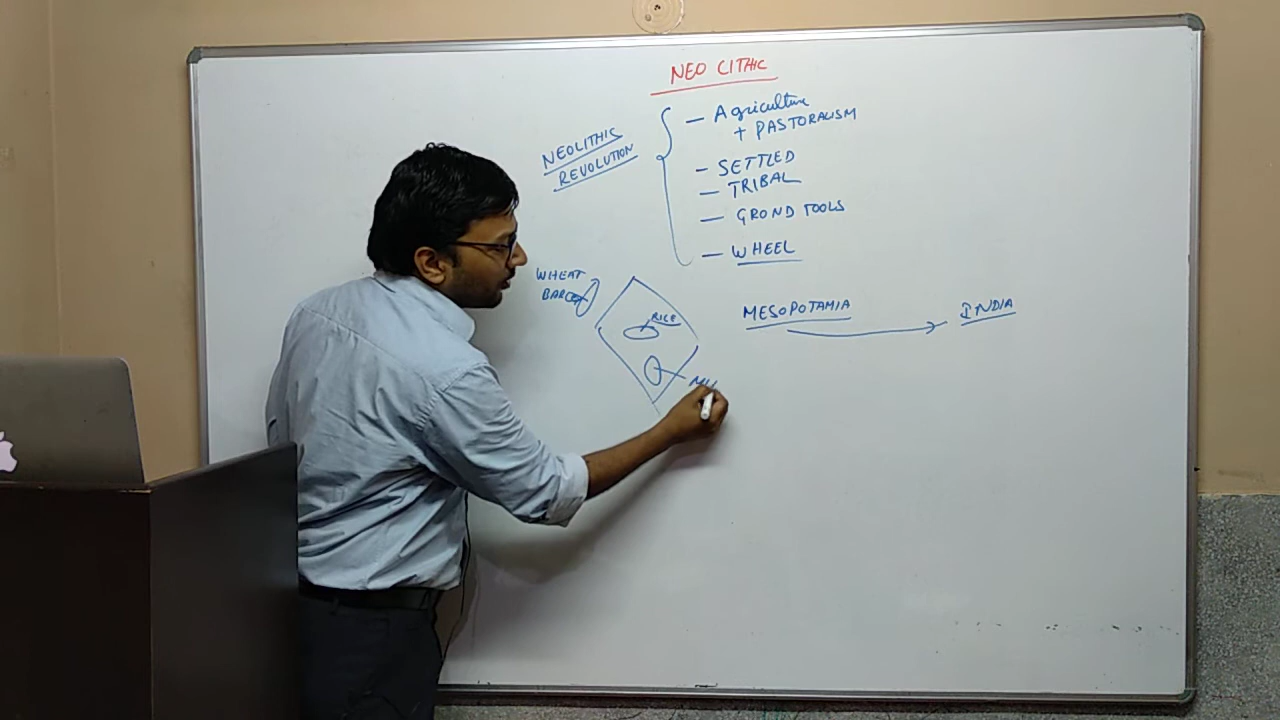 NEO LITHIC
NEOLITHIC
REVOLUTION
— Agriculture
+ PASTORALISM
— SETTLED
— TRIBAL
— GROND TOOLS
— WHEEL
WHEAT
RICE
MESOPOTAMIA
INDIA